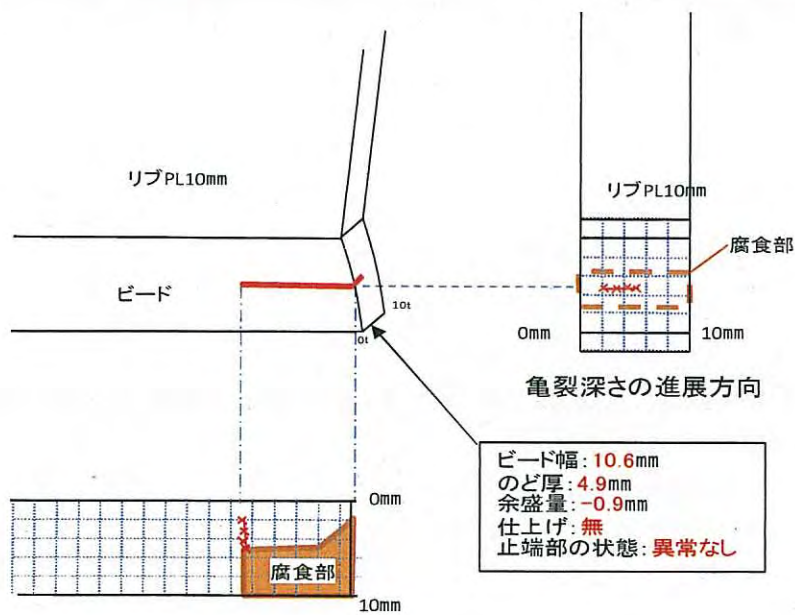 リブPL10mm
リブPL10mm
腐食部
ビード
10t
0t
0mm
10mm
亀裂深さの進展方向
ビード幅:10.6mm
のど厚:4.9mm
余盛量:-0.9mm
仕上げ:無
止端部の状態:異常なし
0mm
腐食部
10mm